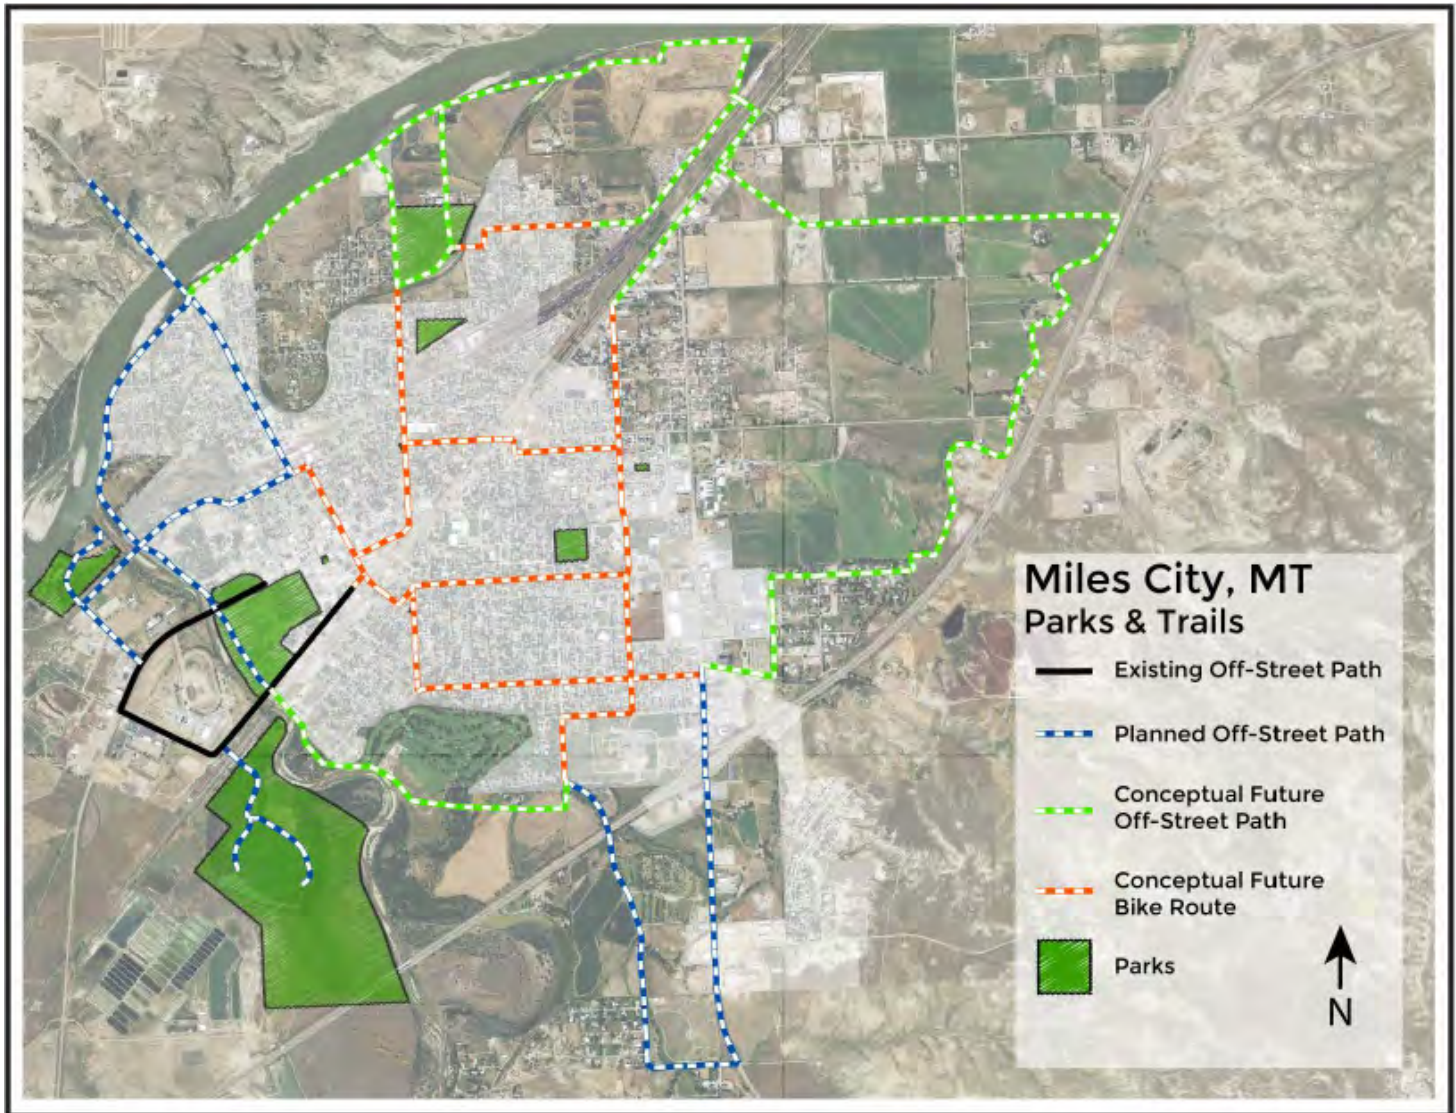 Miles City, MT
Parks & Trails
Existing Off-Street Path
Planned Off-Street Path
Conceptual Future
Off-Street Path
Conceptual Future
Bike Route
Parks
N